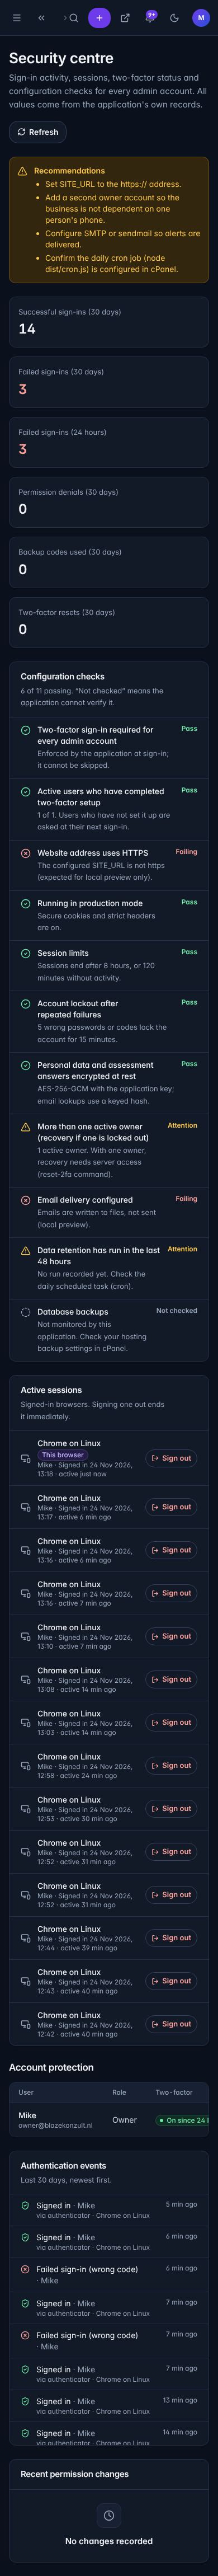 9+
M
Security centre
Sign-in activity, sessions, two-factor status and
configuration checks for every admin account. All
values come from the application's own records.
Refresh
Recommendations
• Set SITE_URL to the https:// address.
• Add a second owner account so the
business is not dependent on one
person's phone.
• Configure SMTP or sendmail so alerts are
delivered.
• Confirm the daily cron job (node
dist/cron.js) is configured in cPanel.
Successful sign-ins (30 days)
14
Failed sign-ins (30 days)
3
Failed sign-ins (24 hours)
3
Permission denials (30 days)
0
Backup codes used (30 days)
0
Two-factor resets (30 days)
0
Configuration checks
6 of 11 passing. “Not checked” means the
application cannot verify it.
Two-factor sign-in required for
every admin account
Pass
Enforced by the application at sign-in;
it cannot be skipped.
Active users who have completed
two-factor setup
Pass
1 of 1. Users who have not set it up are
asked at their next sign-in.
Website address uses HTTPS
Failing
The configured SITE_URL is not https
(expected for local preview only).
Running in production mode
Pass
Secure cookies and strict headers
are on.
Session limits
Pass
Sessions end after 8 hours, or 120
minutes without activity.
Account lockout after
repeated failures
Pass
5 wrong passwords or codes lock the
account for 15 minutes.
Personal data and assessment
answers encrypted at rest
Pass
AES-256-GCM with the application key;
email lookups use a keyed hash.
More than one active owner
(recovery if one is locked out)
Attention
1 active owner. With one owner,
recovery needs server access
(reset-2fa command).
Email delivery configured
Failing
Emails are written to files, not sent
(local preview).
Data retention has run in the last
48 hours
Attention
No run recorded yet. Check the
daily scheduled task (cron).
Database backups
Not checked
Not monitored by this
application. Check your hosting
backup settings in cPanel.
Active sessions
Signed-in browsers. Signing one out ends
it immediately.
Chrome on Linux
This browser
Mike · Signed in 24 Nov 2026,
13:18 · active just now
Sign out
Chrome on Linux
Mike · Signed in 24 Nov 2026,
13:17 · active 6 min ago
Sign out
Chrome on Linux
Mike · Signed in 24 Nov 2026,
13:16 · active 6 min ago
Sign out
Chrome on Linux
Mike · Signed in 24 Nov 2026,
13:16 · active 7 min ago
Sign out
Chrome on Linux
Mike · Signed in 24 Nov 2026,
13:10 · active 7 min ago
Sign out
Chrome on Linux
Mike · Signed in 24 Nov 2026,
13:08 · active 14 min ago
Sign out
Chrome on Linux
Mike · Signed in 24 Nov 2026,
13:03 · active 14 min ago
Sign out
Chrome on Linux
Mike · Signed in 24 Nov 2026,
12:58 · active 24 min ago
Sign out
Chrome on Linux
Mike · Signed in 24 Nov 2026,
12:53 · active 30 min ago
Sign out
Chrome on Linux
Mike · Signed in 24 Nov 2026,
12:52 · active 31 min ago
Sign out
Chrome on Linux
Mike · Signed in 24 Nov 2026,
12:52 · active 31 min ago
Sign out
Chrome on Linux
Mike · Signed in 24 Nov 2026,
12:44 · active 39 min ago
Sign out
Chrome on Linux
Mike · Signed in 24 Nov 2026,
12:43 · active 40 min ago
Sign out
Chrome on Linux
Mike · Signed in 24 Nov 2026,
12:42 · active 40 min ago
Sign out
Account protection
User Role Two-factor
Mike
owner@blazekonzult.nl
Owner
On since 24
Authentication events
Last 30 days, newest first.
Signed in · Mike
5 min ago
via authenticator · Chrome on Linux
Signed in · Mike
6 min ago
via authenticator · Chrome on Linux
Failed sign-in (wrong code)
· Mike
6 min ago
Signed in · Mike
7 min ago
via authenticator · Chrome on Linux
Failed sign-in (wrong code)
· Mike
7 min ago
Signed in · Mike
7 min ago
via authenticator · Chrome on Linux
Signed in · Mike
13 min ago
via authenticator · Chrome on Linux
Signed in · Mike
14 min ago
via authenticator · Chrome on Linux
Recent permission changes
No changes recorded